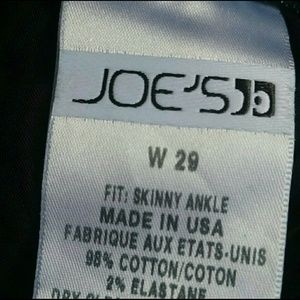 JOE'S
W 29
FIT: SKINNY ANKLE
MADE IN USA
FABRIQUE AUX ETATS-UNIS
98% COTTON/COTON
2% ELASTANE